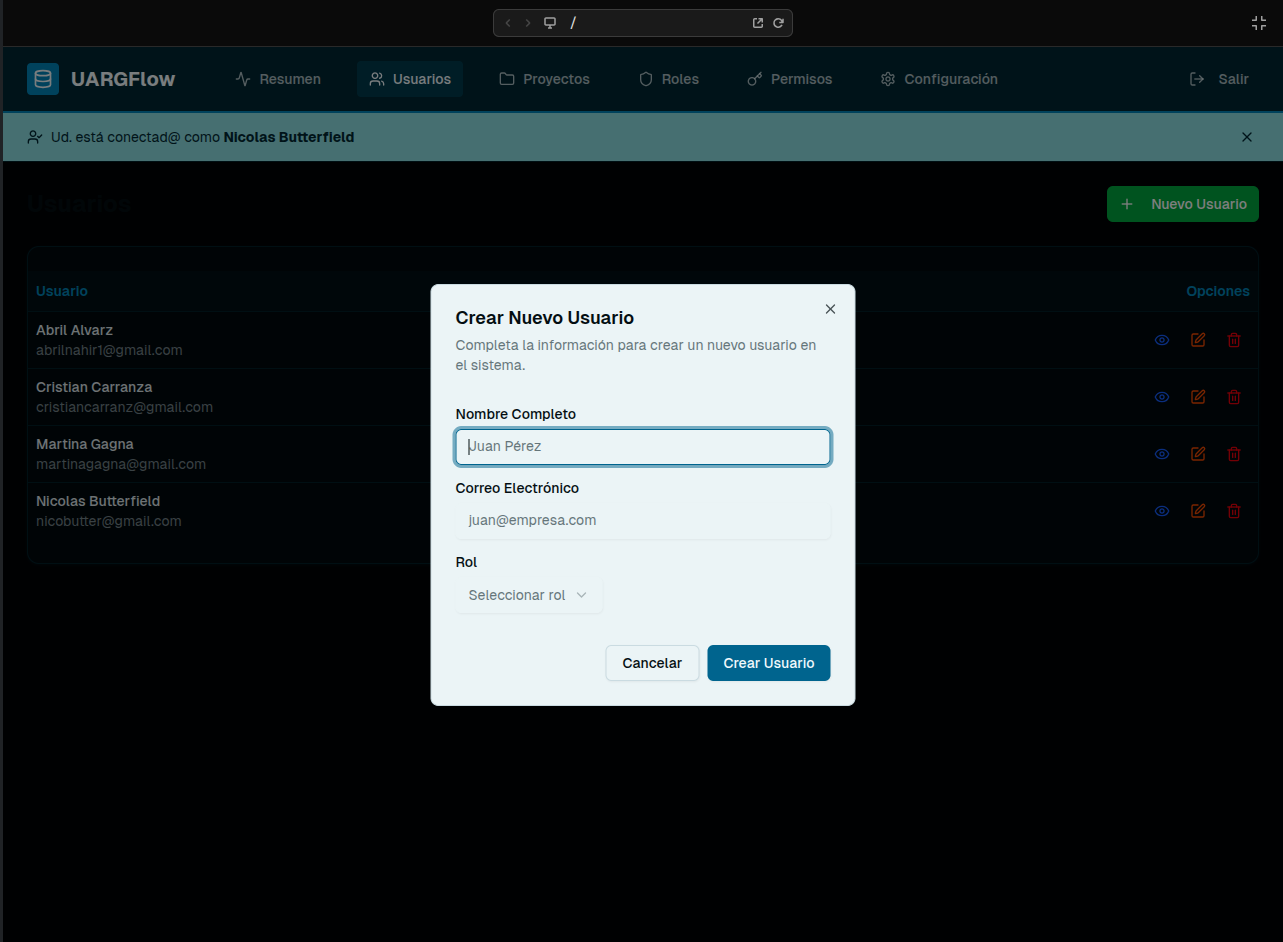 /
UARGFlow
Resumen
Usuarios
Proyectos
Roles
Permisos
Configuración
Salir
Ud. está conectad@ como Nicolas Butterfield
Usuarios
Nuevo Usuario
Usuario
Opciones
Abril Alvarz
abrilnahir1@gmail.com
Cristian Carranza
cristiancarranz@gmail.com
Martina Gagna
martinagagna@gmail.com
Nicolas Butterfield
nicobutter@gmail.com
Crear Nuevo Usuario
Completa la información para crear un nuevo usuario en
el sistema.
Nombre Completo
Juan Pérez
Correo Electrónico
juan@empresa.com
Rol
Seleccionar rol
Cancelar
Crear Usuario